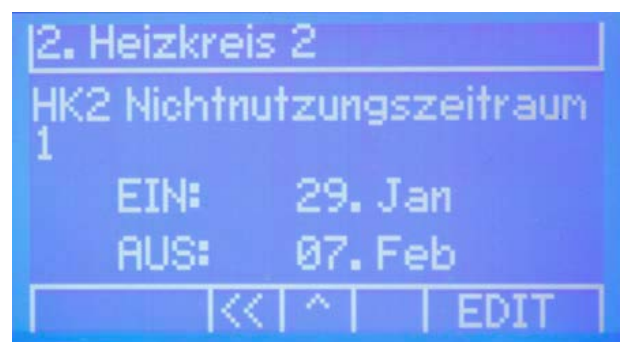 2. Heizkreis 2
HK2 Nichtnutzungszeitraum
1
EIN: 29. Jan
AUS: 07. Feb
<< ^ EDIT